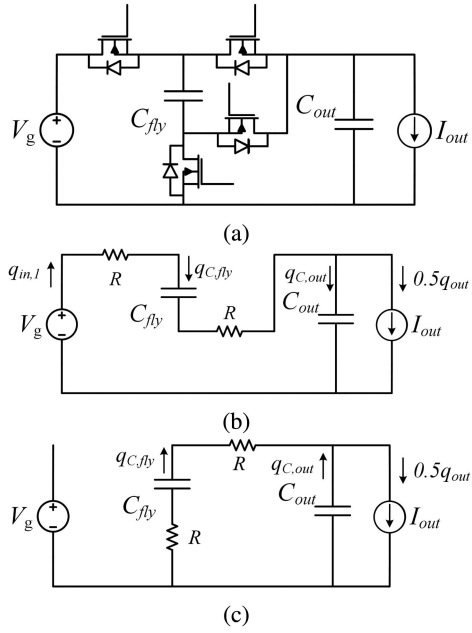 V_g
+
−
C_fly
C_out
I_out
(a)
q_in,1
R
q_C,fly
q_C,out
0.5q_out
V_g
+
−
C_fly
R
C_out
I_out
(b)
q_C,fly
R
q_C,out
0.5q_out
V_g
+
−
C_fly
R
C_out
I_out
(c)